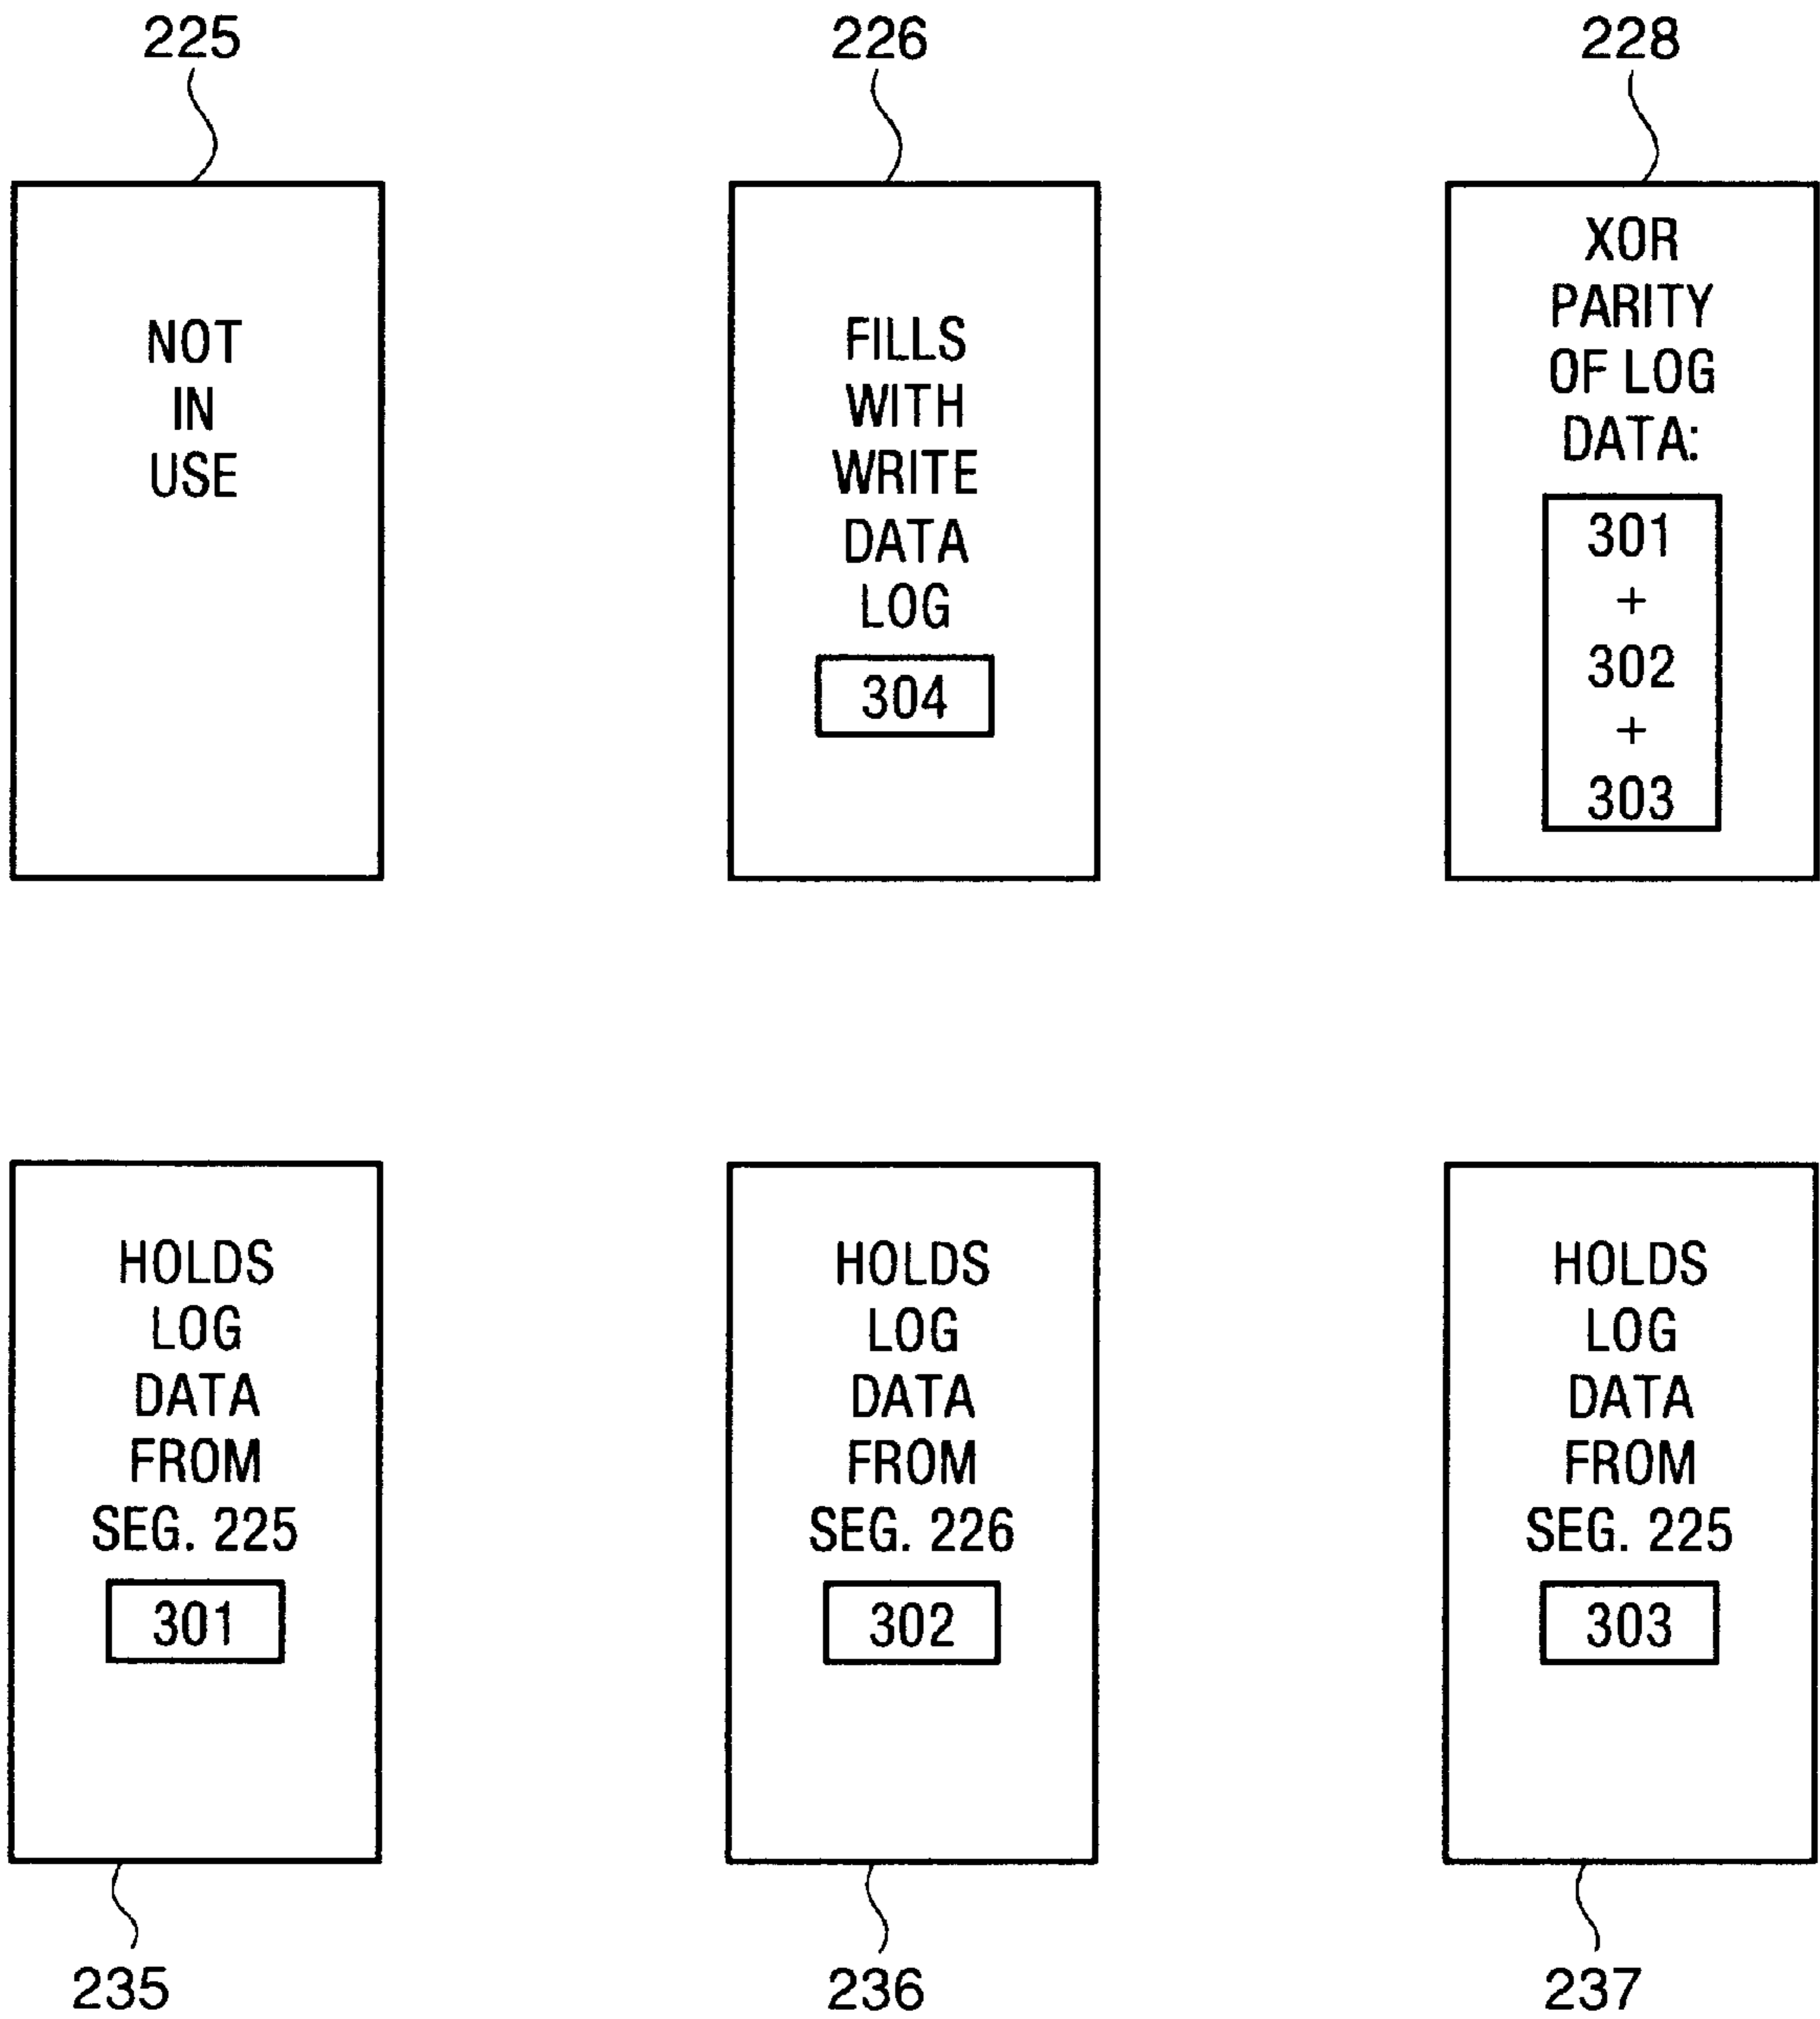 225
NOT
IN
USE
226
FILLS
WITH
WRITE
DATA
LOG
304
228
XOR
PARITY
OF LOG
DATA:
301
+
302
+
303
HOLDS
LOG
DATA
FROM
SEG. 225
301
235
HOLDS
LOG
DATA
FROM
SEG. 226
302
236
HOLDS
LOG
DATA
FROM
SEG. 225
303
237